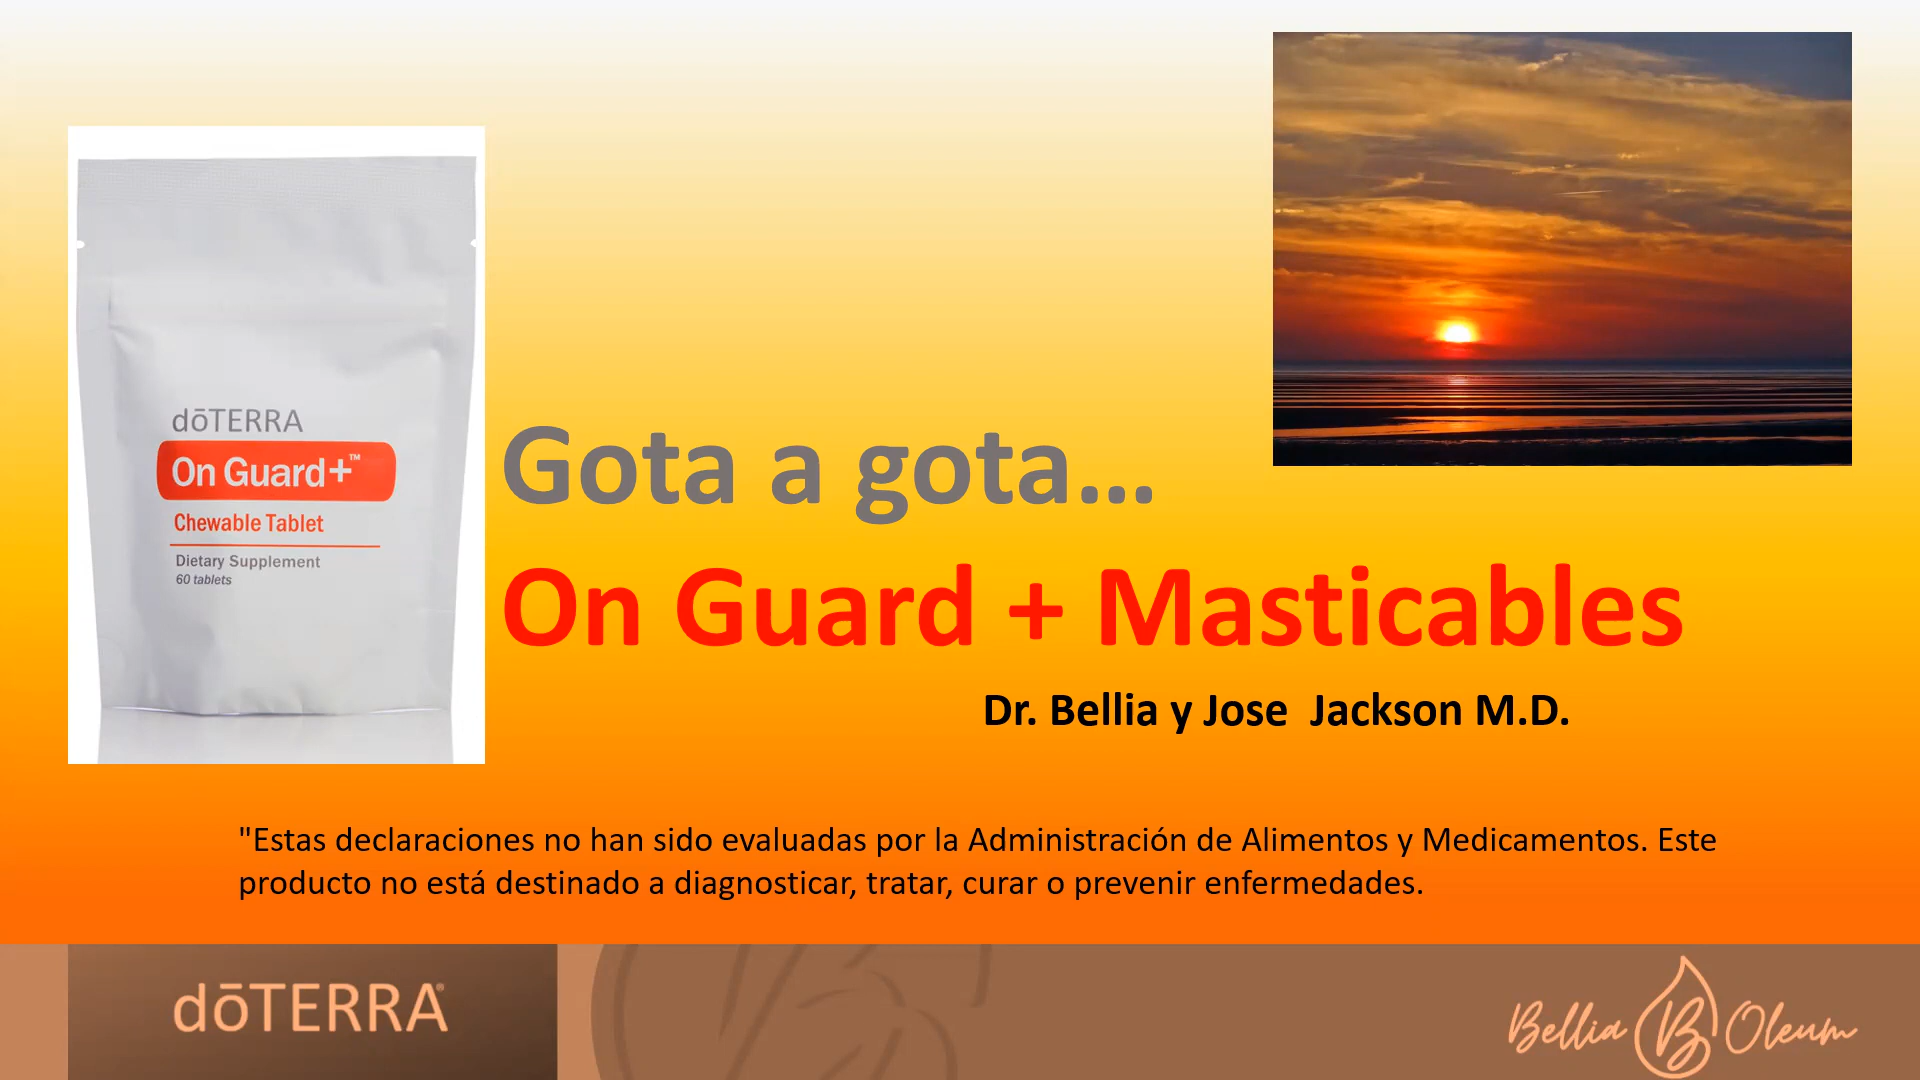 dōTERRA
On Guard+™
Chewable Tablet
Dietary Supplement
60 tablets
Gota a gota...
On Guard + Masticables
Dr. Bellia y Jose  Jackson M.D.
"Estas declaraciones no han sido evaluadas por la Administración de Alimentos y Medicamentos. Este
producto no está destinado a diagnosticar, tratar, curar o prevenir enfermedades.
dōTERRA®
Bellia B Oleum